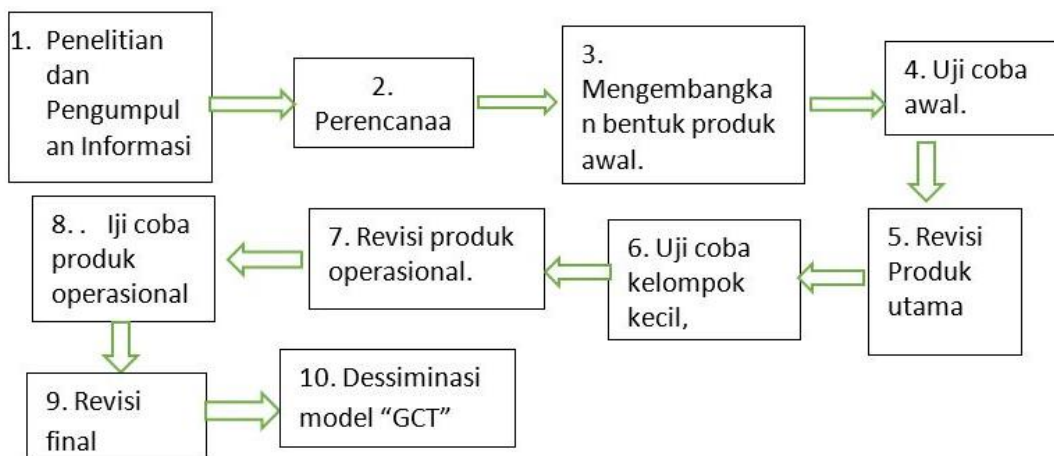 1. Penelitian
dan
Pengumpul
an Informasi
2.
Perencanaa
3.
Mengembangka
n bentuk produk
awal.
4. Uji coba
awal.
5. Revisi
Produk
utama
6. Uji coba
kelompok
kecil,
7. Revisi produk
operasional.
8. . Iji coba
produk
operasional
9. Revisi
final
10. Dessiminasi
model “GCT”